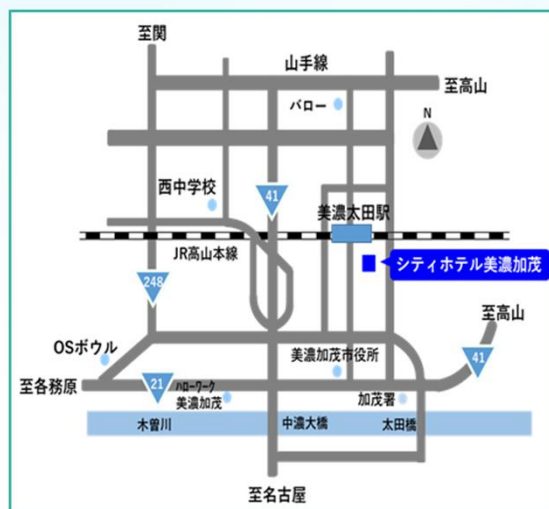 至関
山手線
至高山
バロー
N
西中学校
41
美濃太田駅
JR高山本線
シティホテル美濃加茂
248
至高山
OSボウル
美濃加茂市役所
41
至各務原
21
ハローワーク
美濃加茂
加茂署
木曽川
中濃大橋
太田橋
至名古屋